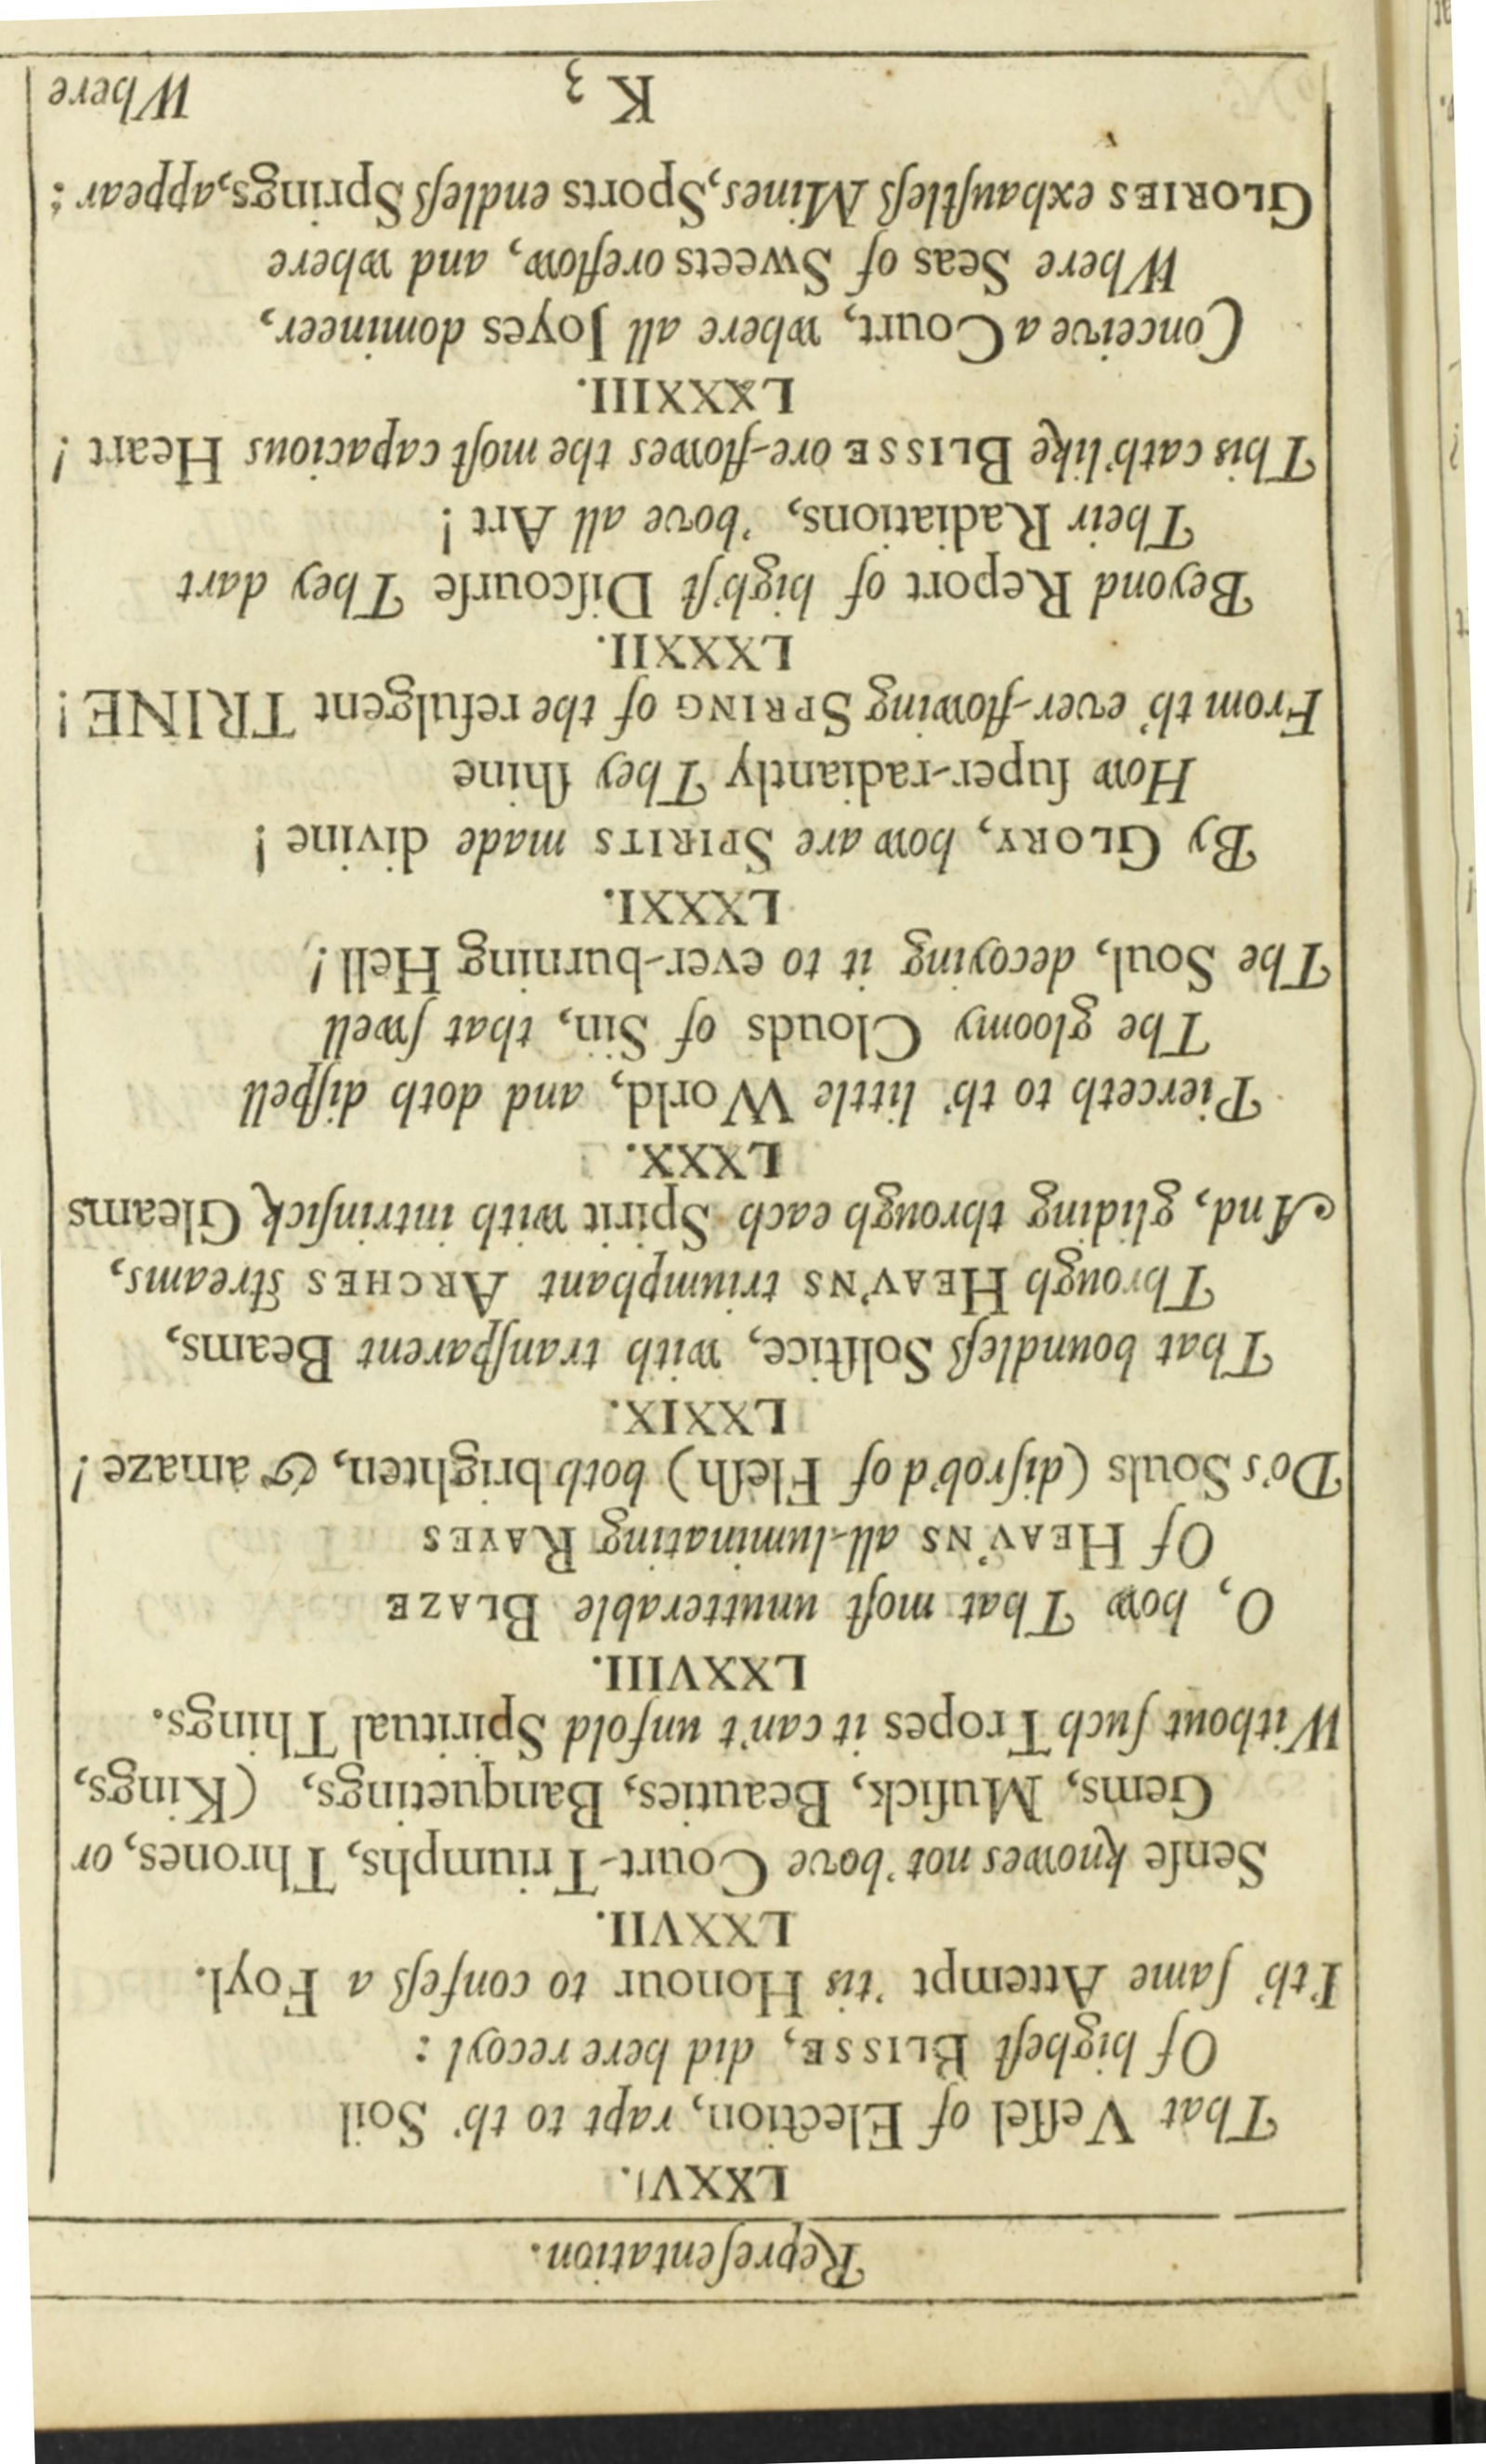 Repreſentation.
LXXVI.
That Veſſel of Election, rapt to th' Soil
Of higheſt BLISSE, did here recoyl :
I'th' ſame Attempt 'tis Honour to confeſs a Foyl.
LXXVII.
Senſe knowes not 'bove Court-Triumphs, Thrones, or
Gems, Muſick, Beauties, Banquetings, (Kings,
Without ſuch Tropes it can't unfold Spiritual Things.
LXXVIII.
O, how That moſt unutterable BLAZE
Of HEAV'NS all-luminating RAYES
Do's Souls (diſrob'd of Fleſh) both brighten, & amaze!
LXXIX.
That boundleſs Solſtice, with tranſparent Beams,
Through HEAV'NS triumphant ARCHES ſtreams,
And, gliding through each Spirit with intrinſick Gleams
LXXX.
Pierceth to th' little World, and doth diſpell
The gloomy Clouds of Sin, that ſwell
The Soul, decoying it to ever-burning Hell!
LXXXI.
By GLORY, how are SPIRITS made divine !
How ſuper-radiantly They ſhine
From th' ever-flowing SPRING of the refulgent TRINE!
LXXXII.
Beyond Report of high'ſt Diſcourſe They dart
Their Radiations, 'bove all Art !
This cath'like BLISSE ore-flowes the moſt capacious Heart !
LXXXIII.
Conceive a Court, where all Joyes domineer,
Where Seas of Sweets oreflow, and where
GLORIES exhauſtleſs Mines, Sports endleſs Springs, appear :
K 3
Where